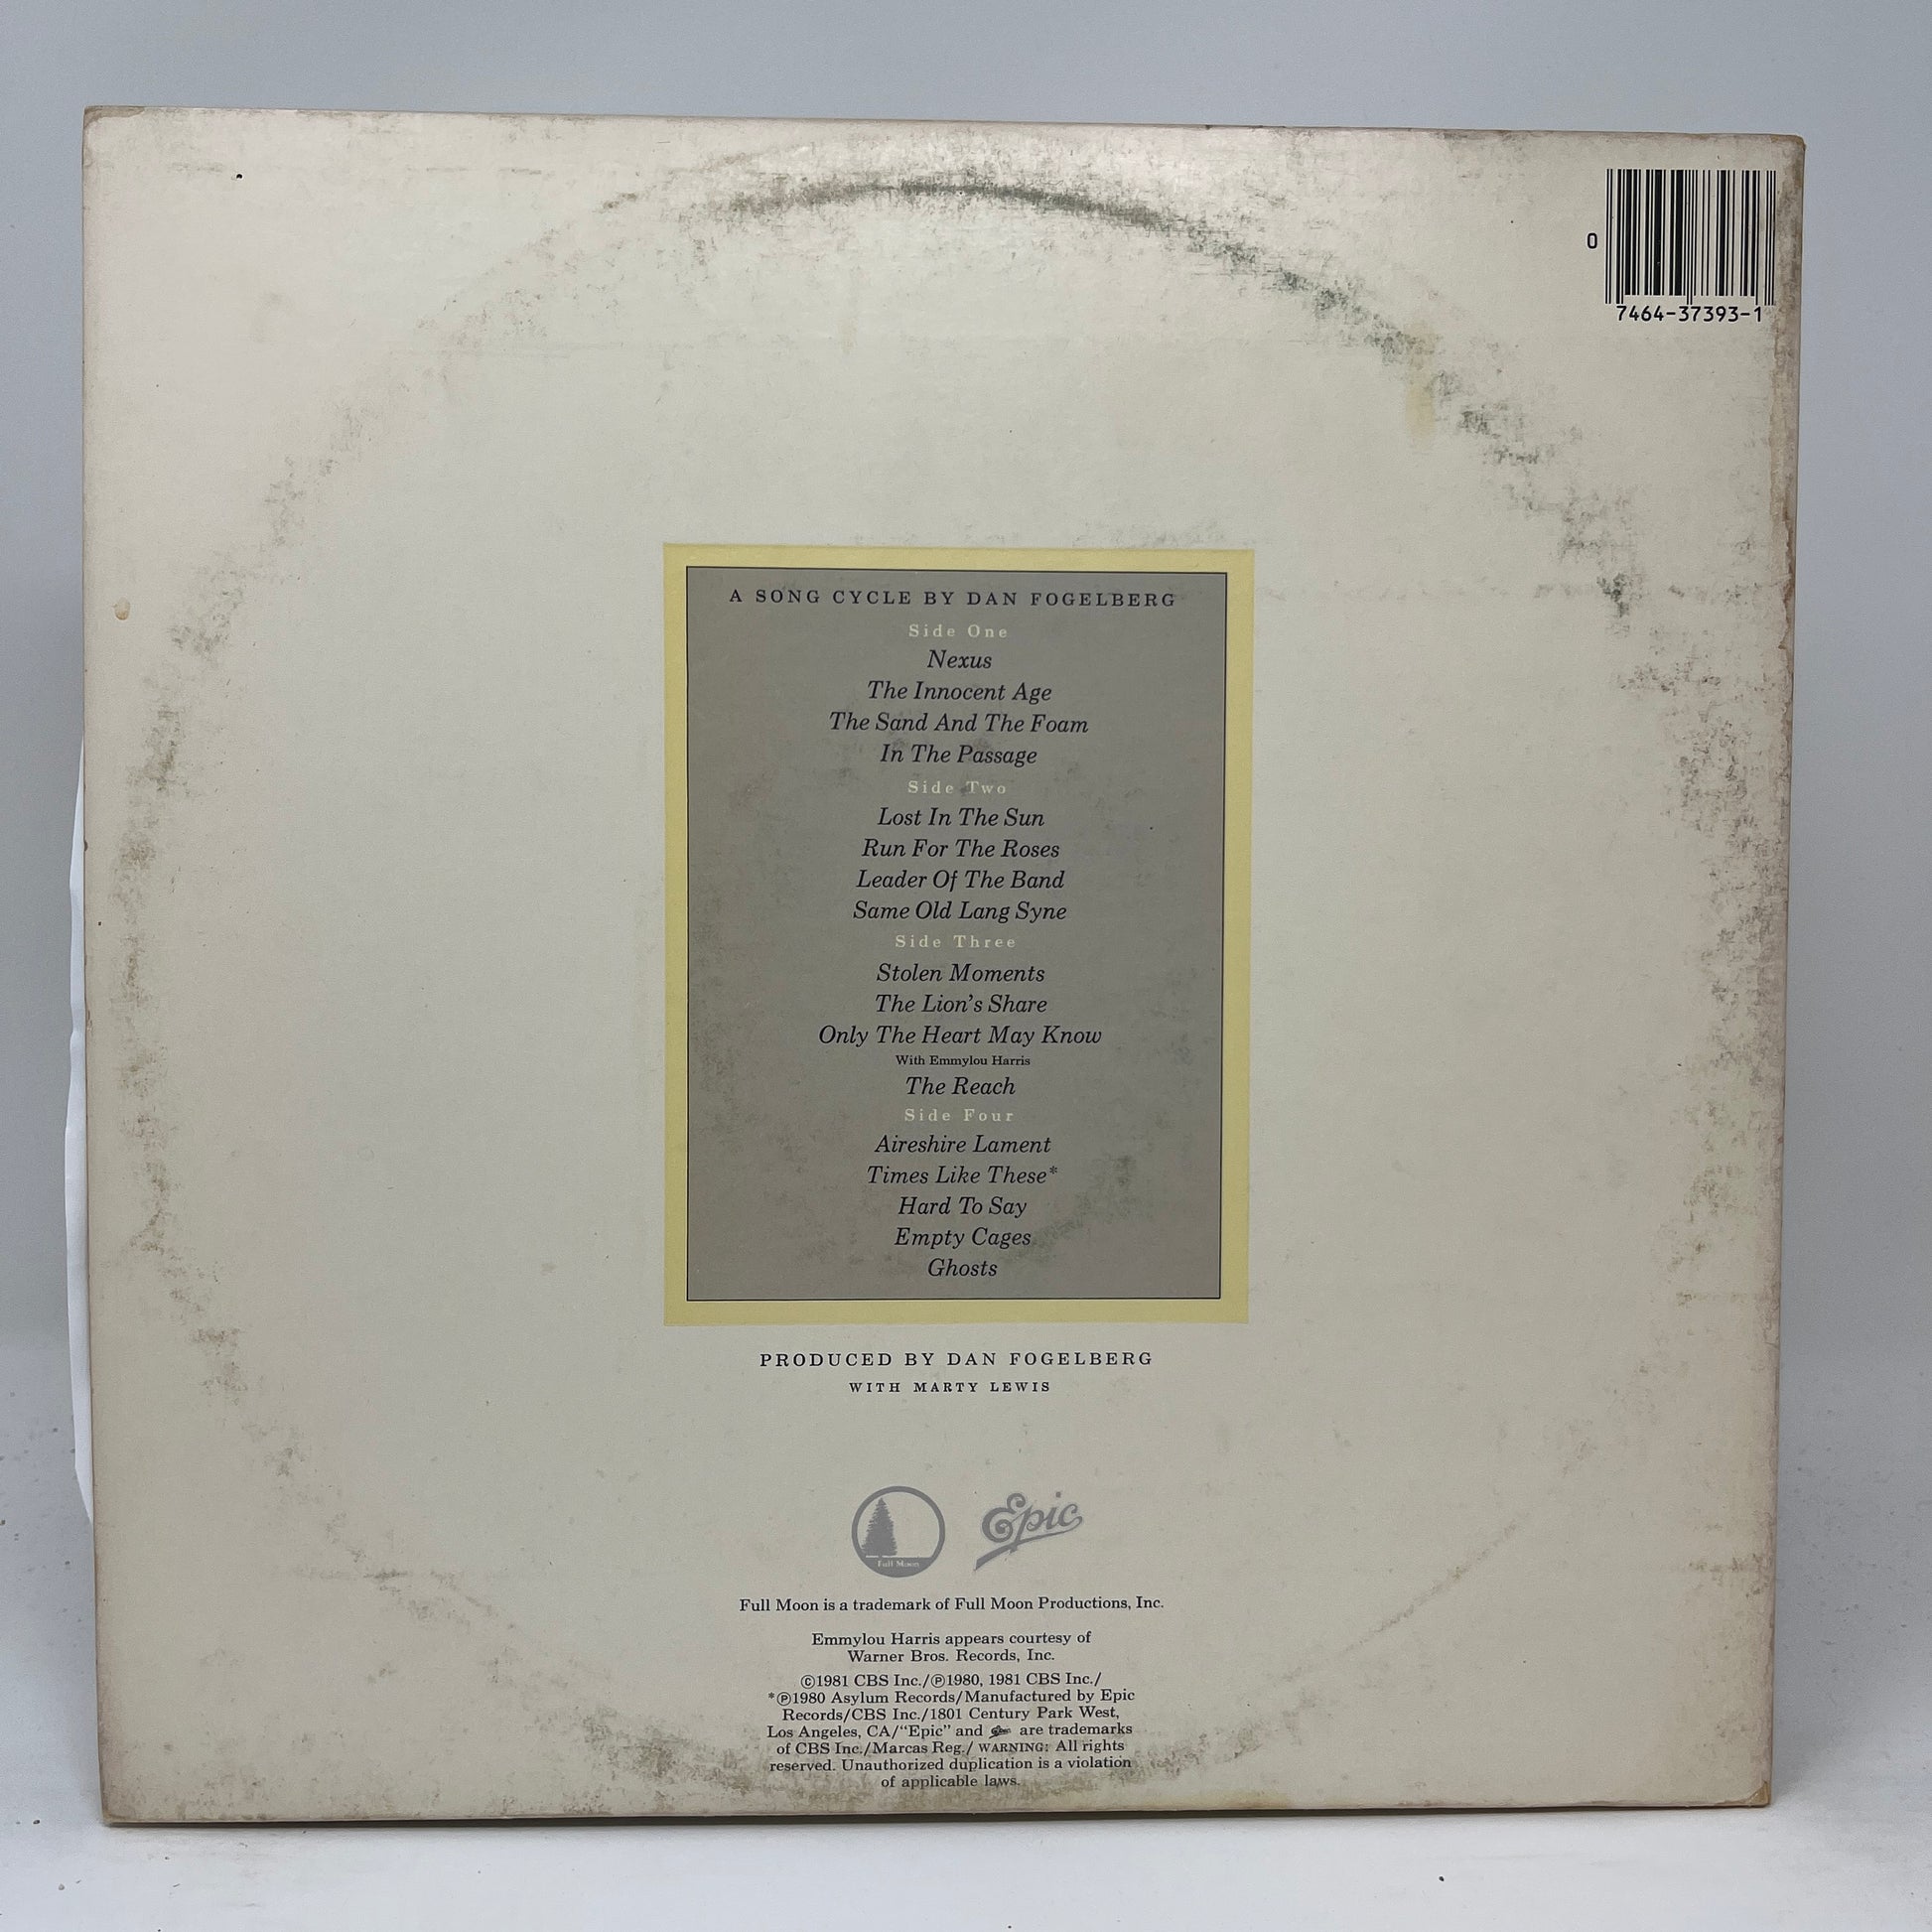 0
7464-37393-1
A SONG CYCLE BY DAN FOGELBERG
Side One
Nexus
The Innocent Age
The Sand And The Foam
In The Passage
Side Two
Lost In The Sun
Run For The Roses
Leader Of The Band
Same Old Lang Syne
Side Three
Stolen Moments
The Lion's Share
Only The Heart May Know
With Emmylou Harris
The Reach
Side Four
Aireshire Lament
Times Like These*
Hard To Say
Empty Cages
Ghosts
PRODUCED BY DAN FOGELBERG
WITH MARTY LEWIS
Full Moon
Epic
Full Moon is a trademark of Full Moon Productions, Inc.
Emmylou Harris appears courtesy of
Warner Bros. Records, Inc.
©1981 CBS Inc./℗1980, 1981 CBS Inc./
*℗1980 Asylum Records/Manufactured by Epic
Records/CBS Inc./1801 Century Park West,
Los Angeles, CA/"Epic" and Epic are trademarks
of CBS Inc./Marcas Reg./ WARNING: All rights
reserved. Unauthorized duplication is a violation
of applicable laws.